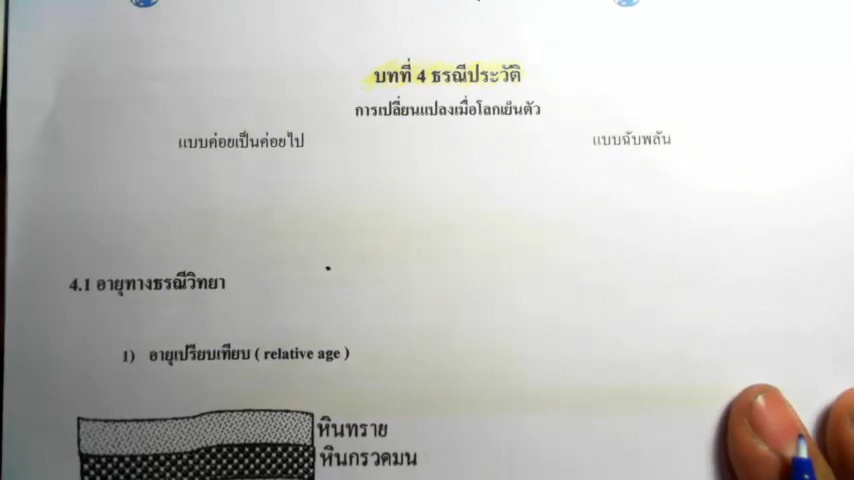 บทที่ 4 ธรณีประวัติ
การเปลี่ยนแปลงเมื่อโลกเย็นตัว
แบบค่อยเป็นค่อยไป แบบฉับพลัน
4.1 อายุทางธรณีวิทยา
1) อายุเปรียบเทียบ ( relative age )
หินทราย
หินกรวดมน